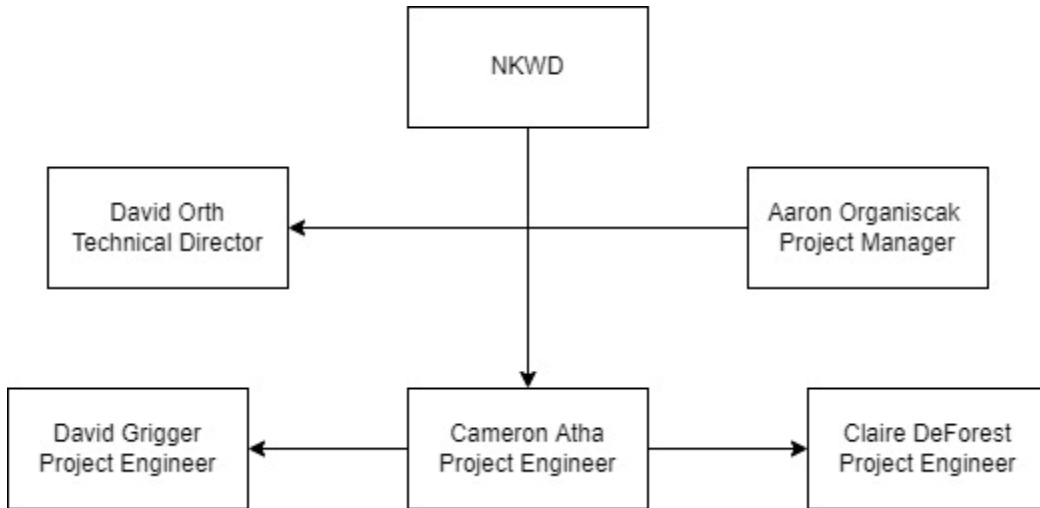 NKWD
David Orth
Technical Director
Aaron Organiscak
Project Manager
David Grigger
Project Engineer
Cameron Atha
Project Engineer
Claire DeForest
Project Engineer